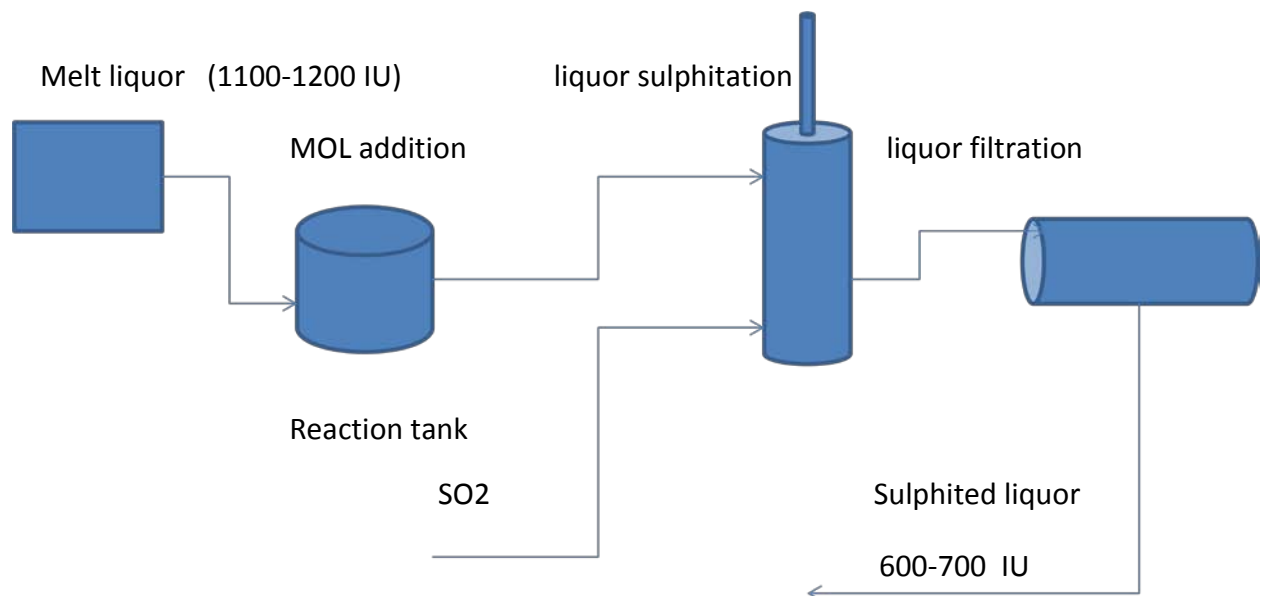 Melt liquor (1100-1200 IU)
liquor sulphitation
MOL addition
liquor filtration
Reaction tank
SO2
Sulphited liquor
600-700 IU